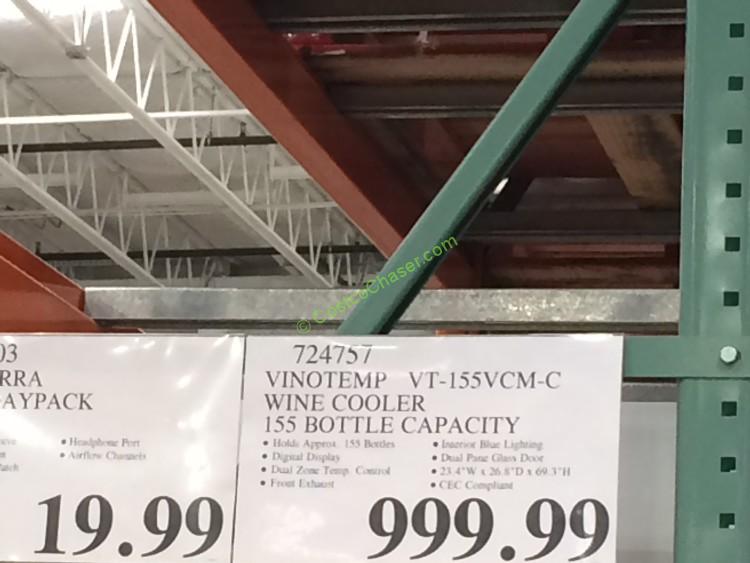 03
RRA
AYPACK
• Headphone Port
• Airflow Channels
19.99
724757
VINOTEMP VT-155VCM-C
WINE COOLER
155 BOTTLE CAPACITY
• Holds Approx. 155 Bottles
• Digital Display
• Dual Zone Temp. Control
• Front Exhaust
• Interior Blue Lighting
• Dual Pane Glass Door
• 23.4"W x 26.8"D x 69.3"H
• CEC Compliant
999.99
© CostcoChaser.com